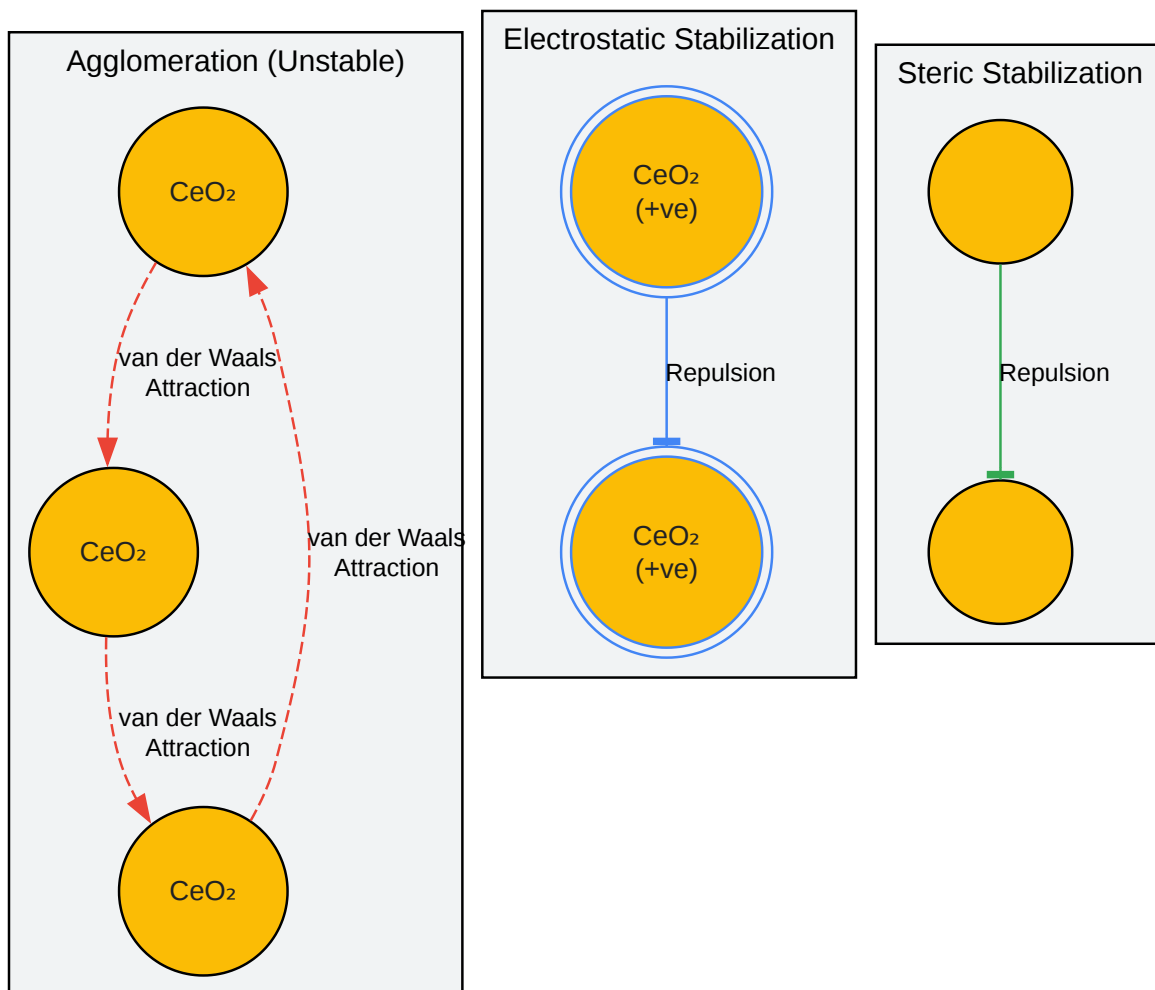 Agglomeration (Unstable)
CeO₂
van der Waals
Attraction
CeO₂
van der Waals
Attraction
van der Waals
Attraction
CeO₂
Electrostatic Stabilization
CeO₂
(+ve)
Repulsion
CeO₂
(+ve)
Steric Stabilization
Repulsion